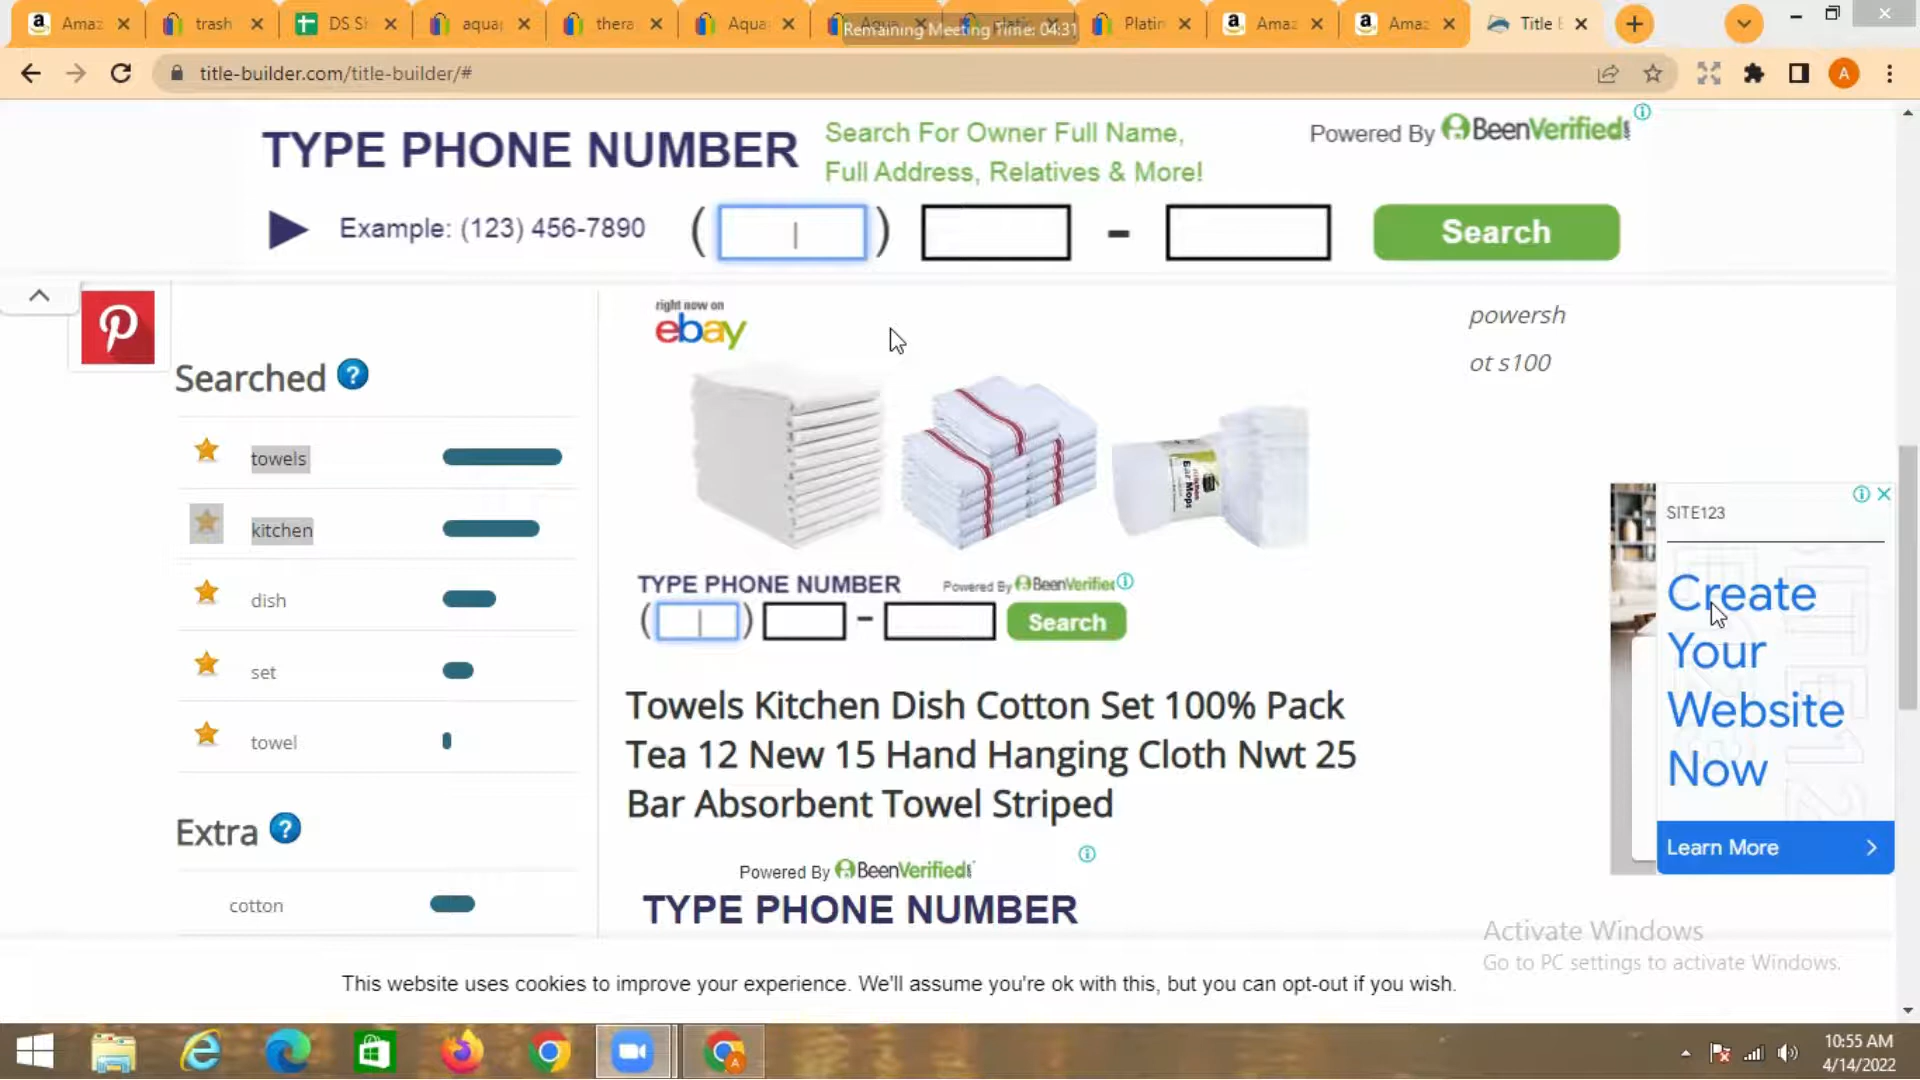 Amaz
trash
DS Sh
aqua
thera
Aqua
Aqua
platin
Platin
Amaz
Amaz
Title B
Remaining Meeting Time: 04:31
title-builder.com/title-builder/#
A
TYPE PHONE NUMBER
Search For Owner Full Name,
Full Address, Relatives & More!
Powered By BeenVerified
Example: (123) 456-7890
( ) -
Search
right now on
ebay
powersh
ot s100
Searched ?
towels
kitchen
dish
set
towel
Bar Mops
TYPE PHONE NUMBER
Powered By BeenVerified
( ) -
Search
Towels Kitchen Dish Cotton Set 100% Pack
Tea 12 New 15 Hand Hanging Cloth Nwt 25
Bar Absorbent Towel Striped
SITE123
Create
Your
Website
Now
Learn More
Extra ?
cotton
Powered By BeenVerified
TYPE PHONE NUMBER
Activate Windows
Go to PC settings to activate Windows.
This website uses cookies to improve your experience. We'll assume you're ok with this, but you can opt-out if you wish.
10:55 AM
4/14/2022